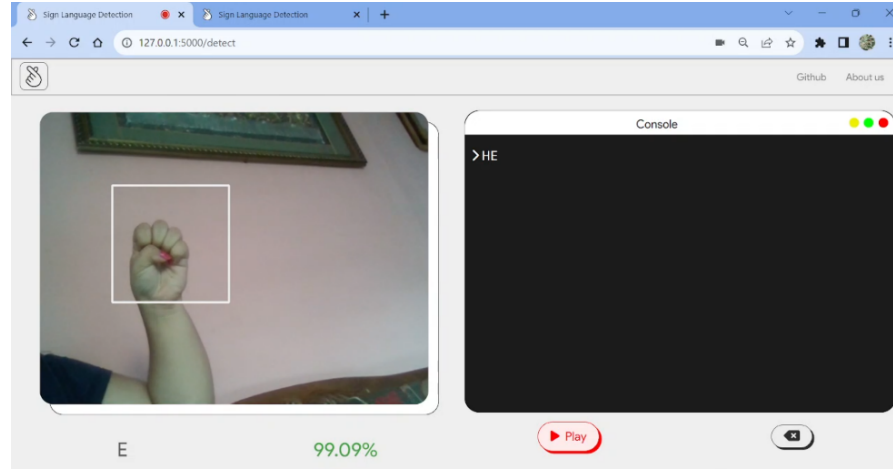 Sign Language Detection
Sign Language Detection
127.0.0.1:5000/detect
Github About us
Console
HE
E 99.09%
Play